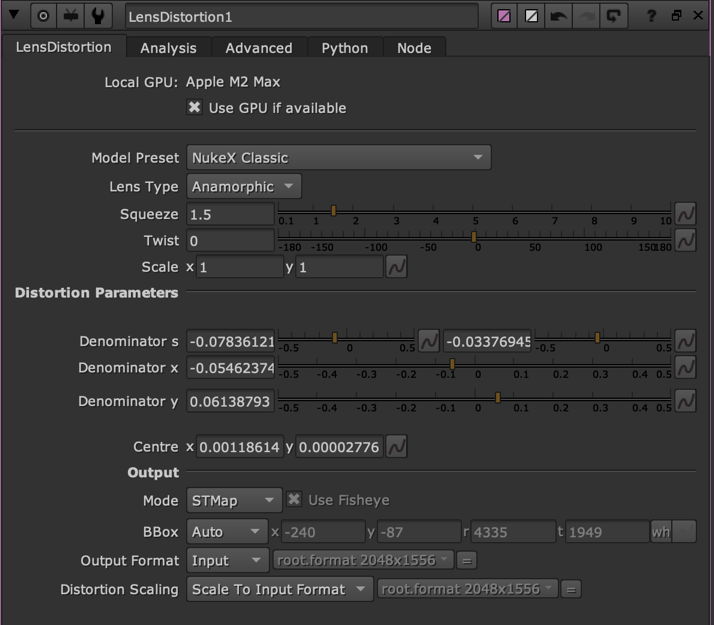 LensDistortion1
LensDistortion Analysis Advanced Python Node
Local GPU: Apple M2 Max
Use GPU if available
Model Preset NukeX Classic
Lens Type Anamorphic
Squeeze 1.5 0.1 1 2 3 4 5 6 7 8 9 10
Twist 0 -180 -150 -100 -50 0 50 100 150180
Scale x 1 y 1
Distortion Parameters
Denominator s -0.07836121 -0.5 0 0.5 -0.03376945 -0.5 0 0.5
Denominator x -0.05462374 -0.5 -0.4 -0.3 -0.2 -0.1 0 0.1 0.2 0.3 0.4 0.5
Denominator y 0.06138793 -0.5 -0.4 -0.3 -0.2 -0.1 0 0.1 0.2 0.3 0.4 0.5
Centre x 0.00118614 y 0.00002776
Output
Mode STMap Use Fisheye
BBox Auto x -240 y -87 r 4335 t 1949 wh
Output Format Input root.format 2048x1556 =
Distortion Scaling Scale To Input Format root.format 2048x1556 =